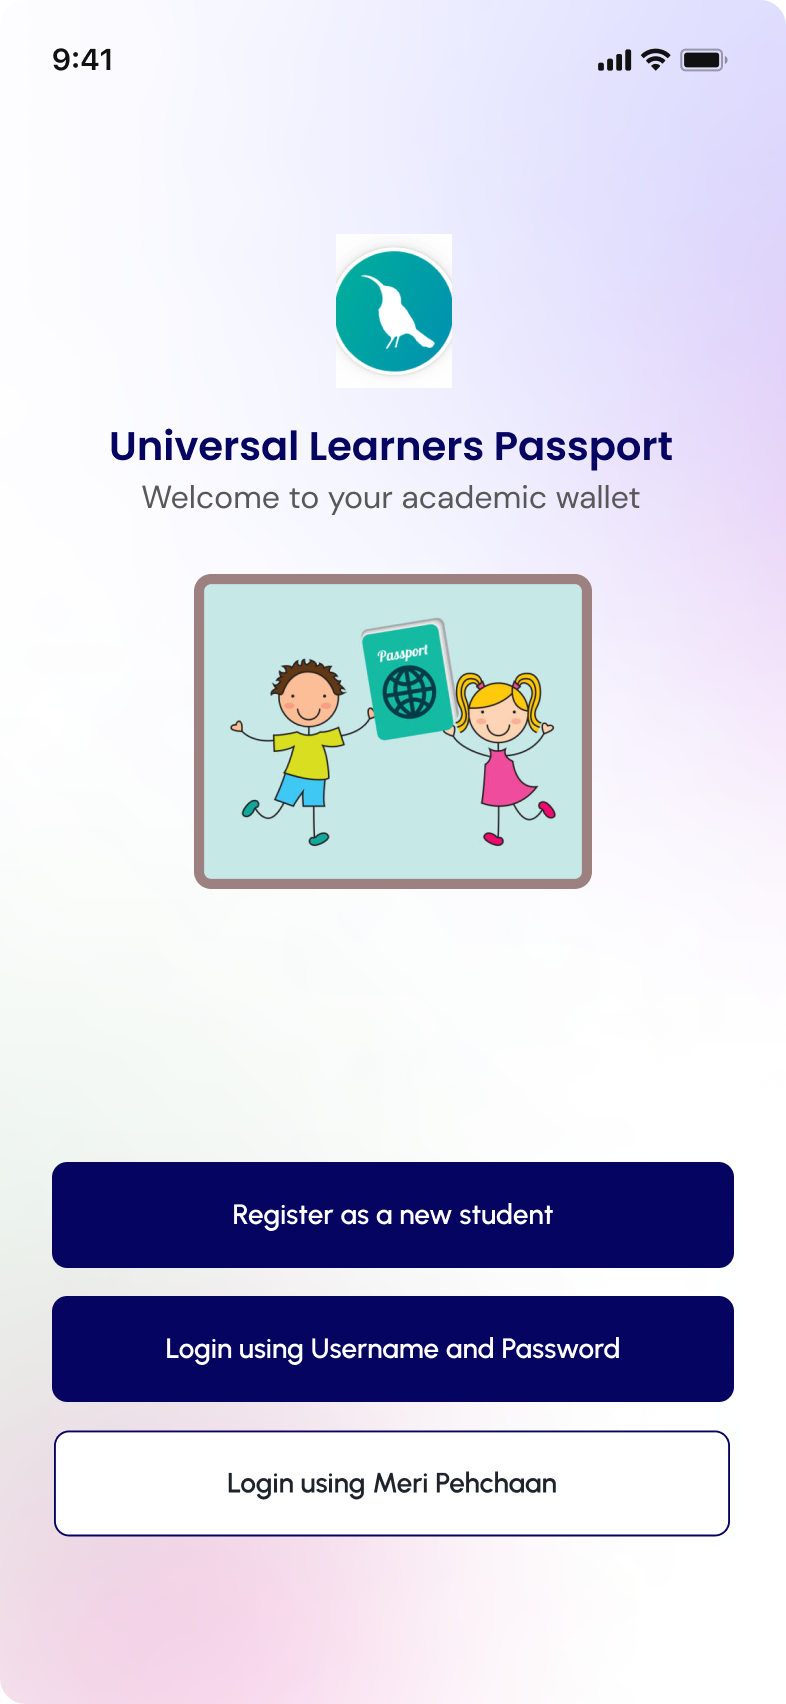 9:41
Universal Learners Passport
Welcome to your academic wallet
Passport
Register as a new student
Login using Username and Password
Login using Meri Pehchaan